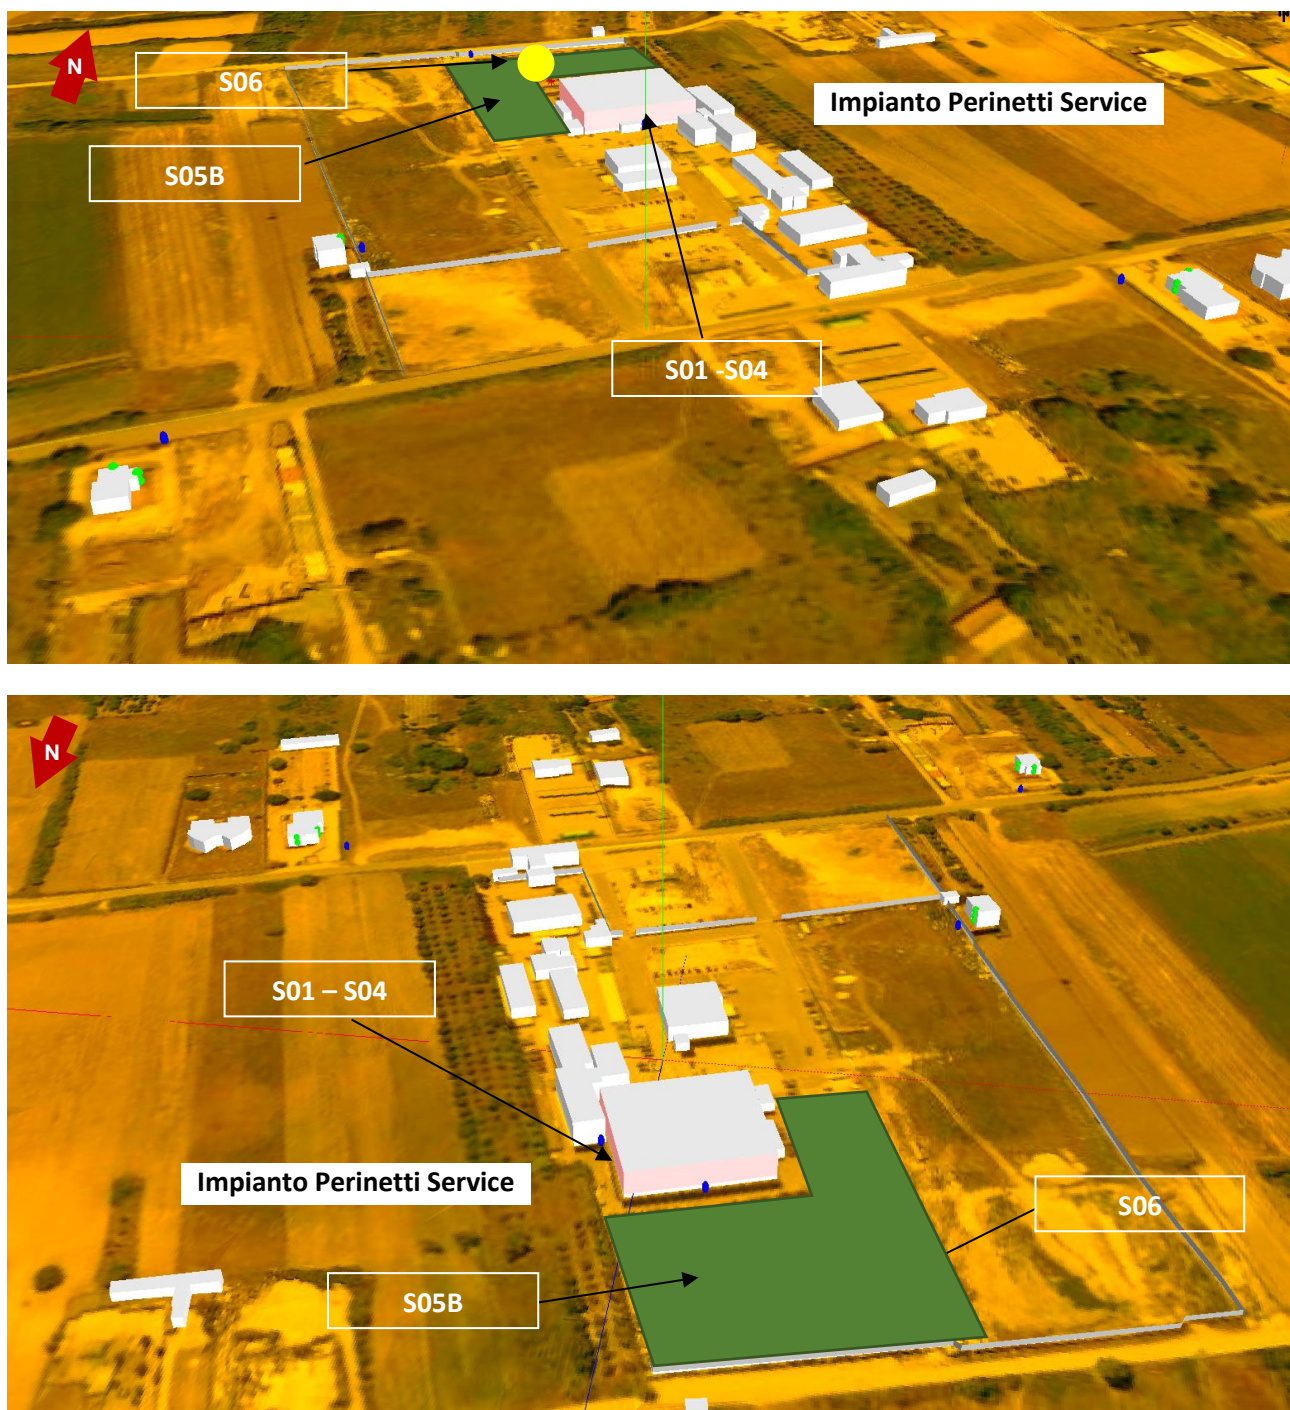 N
S06
Impianto Perinetti Service
S05B
S01 -S04
N
S01 – S04
Impianto Perinetti Service
S06
S05B